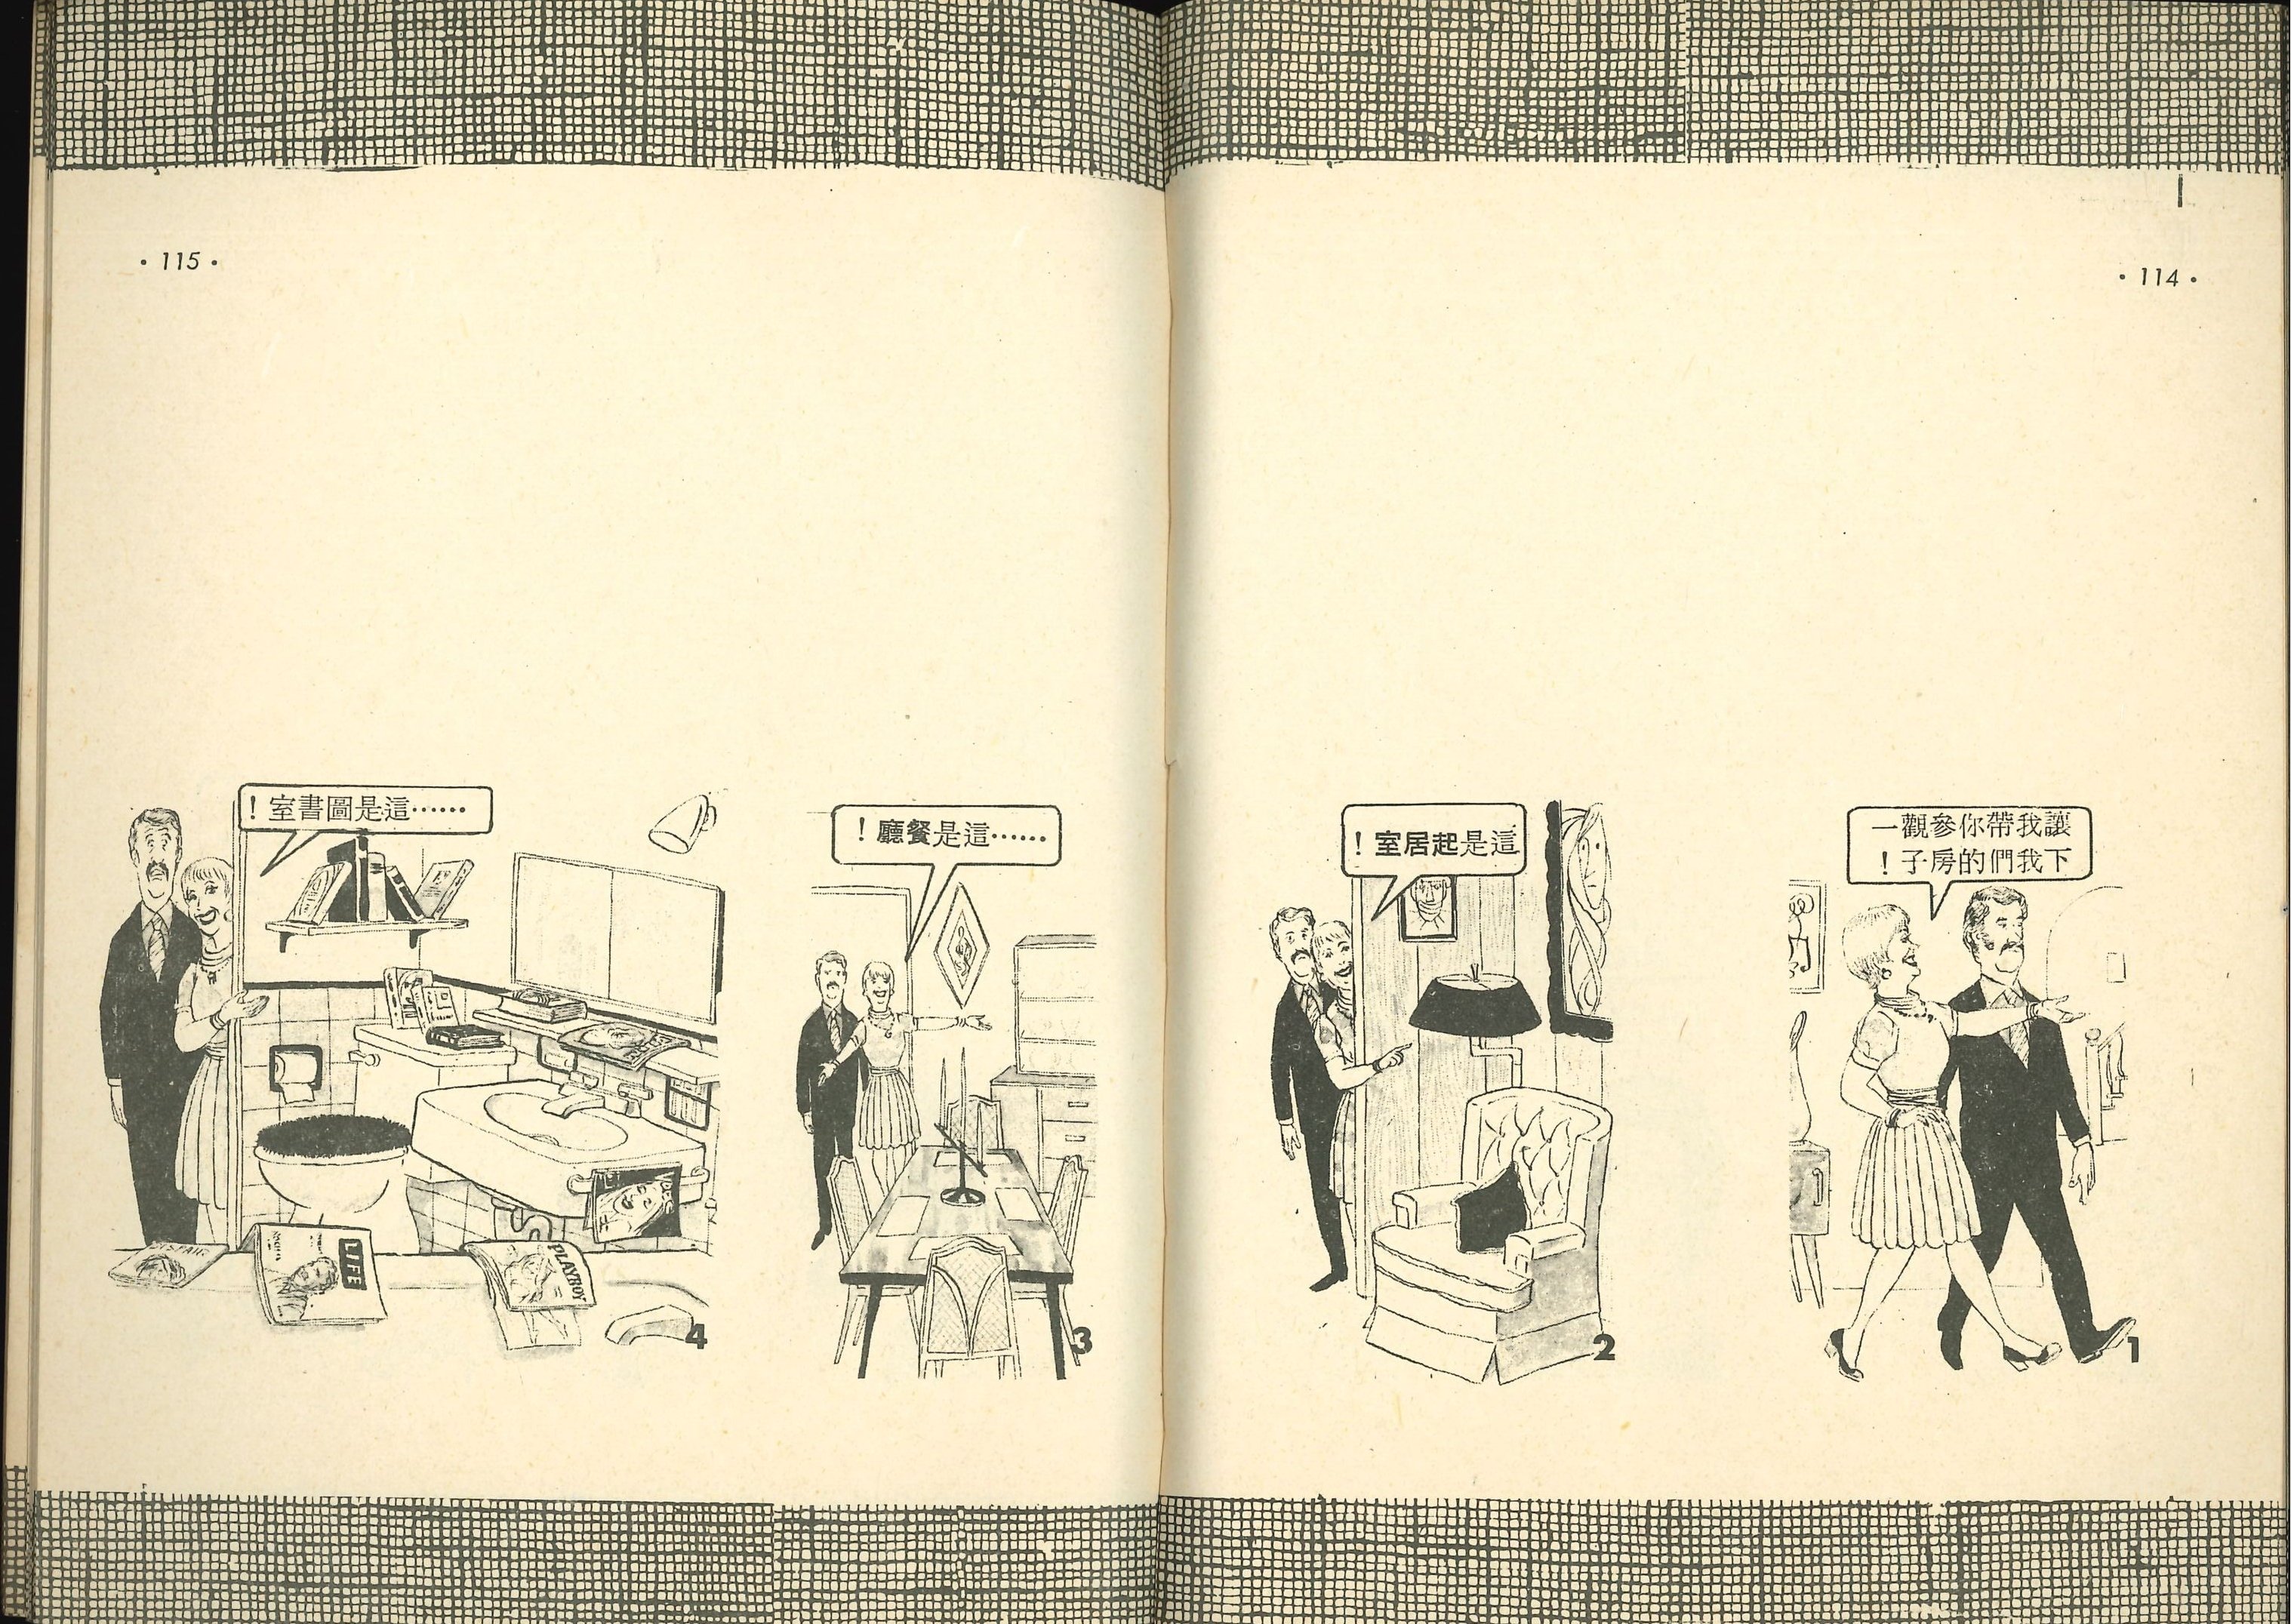 • 114 •
讓我帶你參觀一
下我們的房子！
1
這是起居室！
2
• 115 •
……這是餐廳！
3
……這是圖書室！
LIFE
PLAYBOY
4